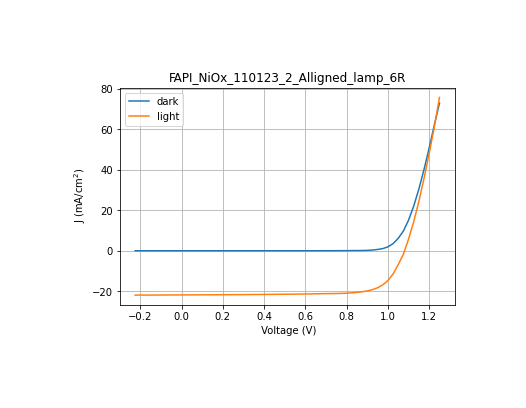 FAPI_NiOx_110123_2_Alligned_lamp_6R
80
60
40
20
0
−20
J (mA/cm²)
dark
light
−0.2 0.0 0.2 0.4 0.6 0.8 1.0 1.2
Voltage (V)